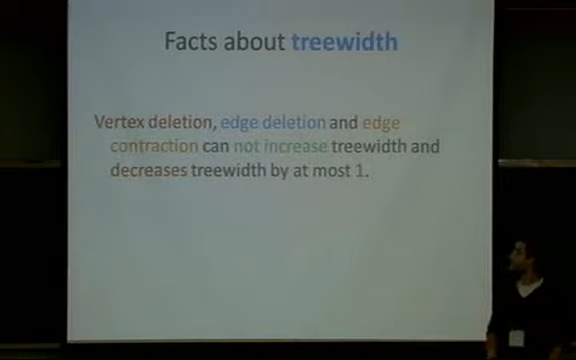 Facts about treewidth
Vertex deletion, edge deletion and edge
contraction can not increase treewidth and
decreases treewidth by at most 1.